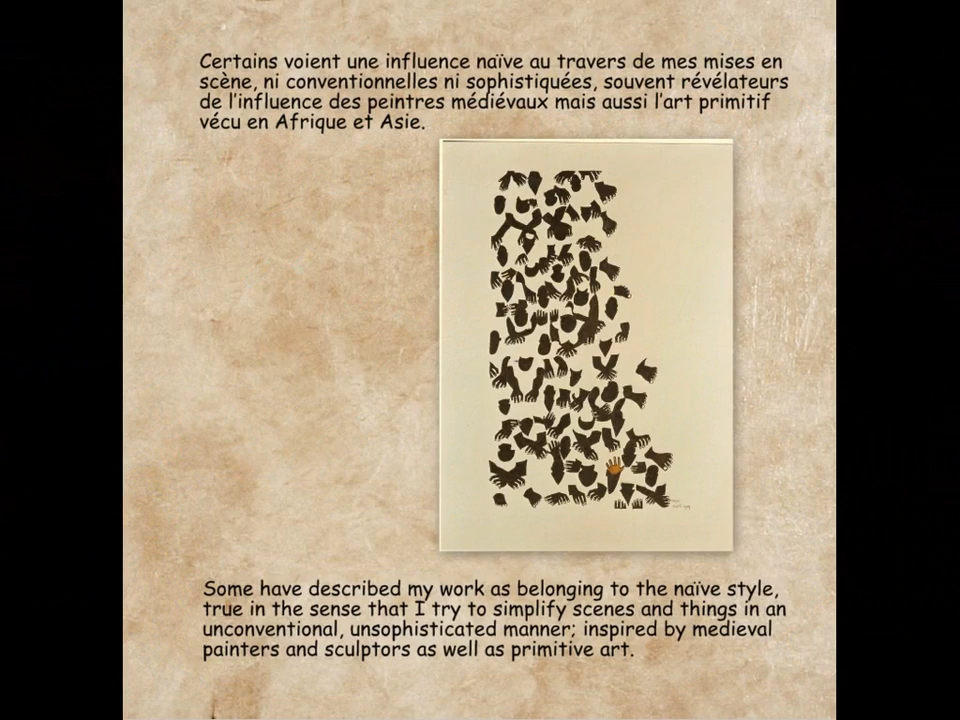 Certains voient une influence naïve au travers de mes mises en
scène, ni conventionnelles ni sophistiquées, souvent révélateurs
de l'influence des peintres médiévaux mais aussi l'art primitif
vécu en Afrique et Asie.
Some have described my work as belonging to the naïve style,
true in the sense that I try to simplify scenes and things in an
unconventional, unsophisticated manner; inspired by medieval
painters and sculptors as well as primitive art.